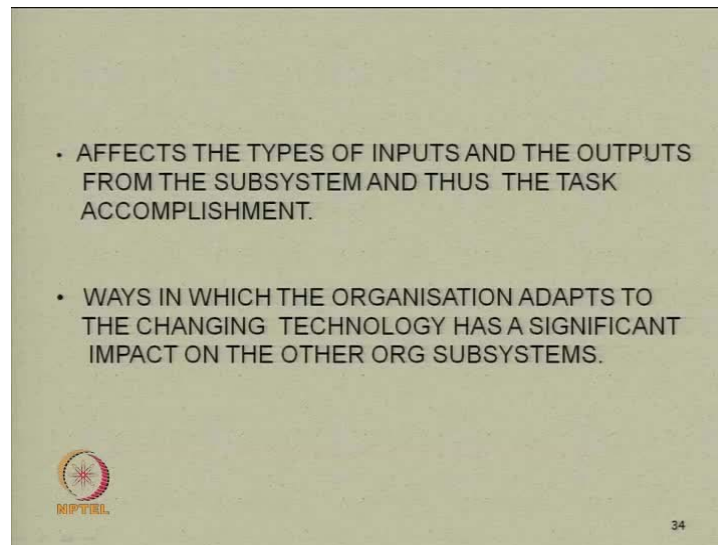 • AFFECTS THE TYPES OF INPUTS AND THE OUTPUTS
FROM THE SUBSYSTEM AND THUS THE TASK
ACCOMPLISHMENT.
• WAYS IN WHICH THE ORGANISATION ADAPTS TO
THE CHANGING TECHNOLOGY HAS A SIGNIFICANT
IMPACT ON THE OTHER ORG SUBSYSTEMS.
NPTEL
34